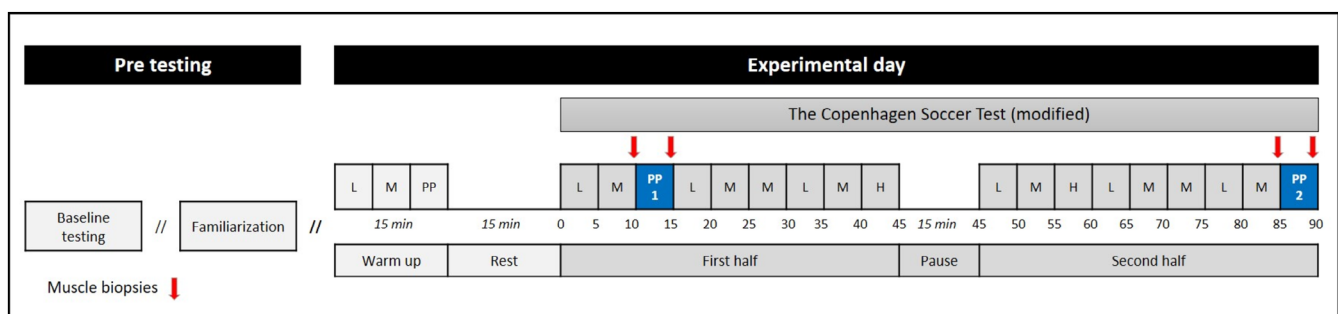 Pre testing
Experimental day
The Copenhagen Soccer Test (modified)
L M PP L M PP 1 L M M L M H L M H L M M L M PP 2
Baseline testing // Familiarization //
15 min 15 min 0 5 10 15 20 25 30 35 40 45 15 min 45 50 55 60 65 70 75 80 85 90
Warm up Rest First half Pause Second half
Muscle biopsies